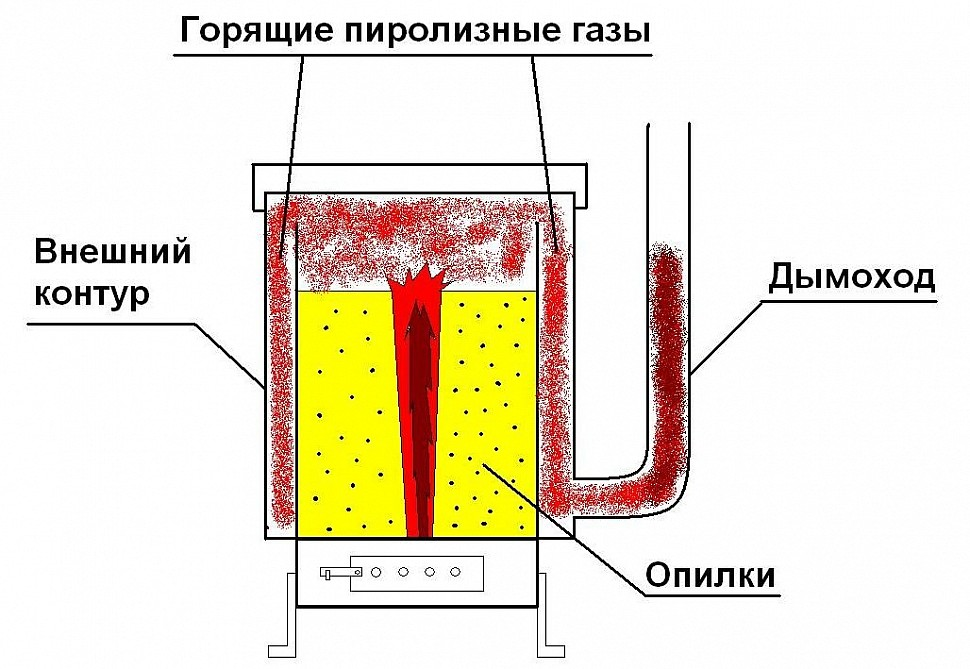 Горящие пиролизные газы
Внешний
контур
Дымоход
Опилки